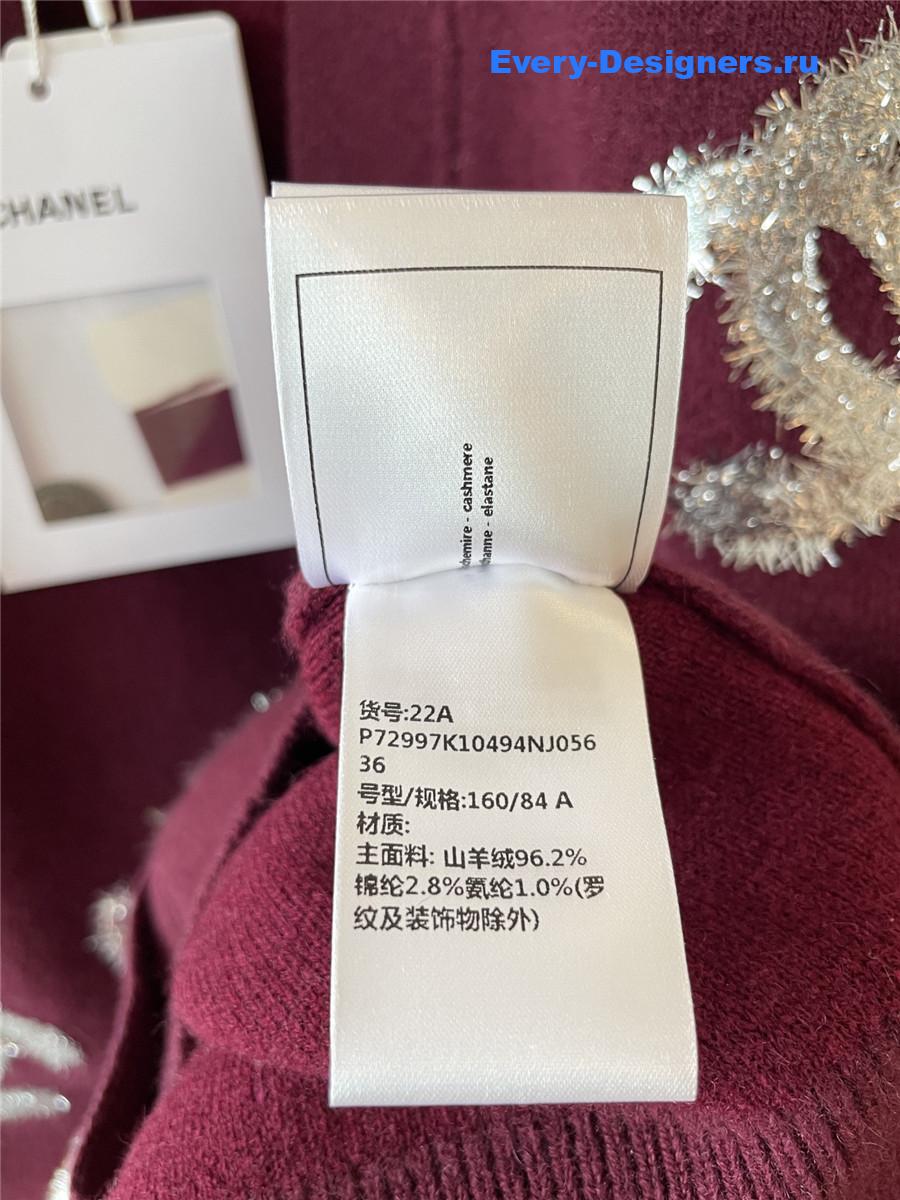 Every-Designers.ru
CHANEL
cashmere
- elastane
货号:22A
P72997K10494NJ056
36
号型/规格:160/84 A
材质:
主面料: 山羊绒96.2%
锦纶2.8%氨纶1.0%(罗
纹及装饰物除外)